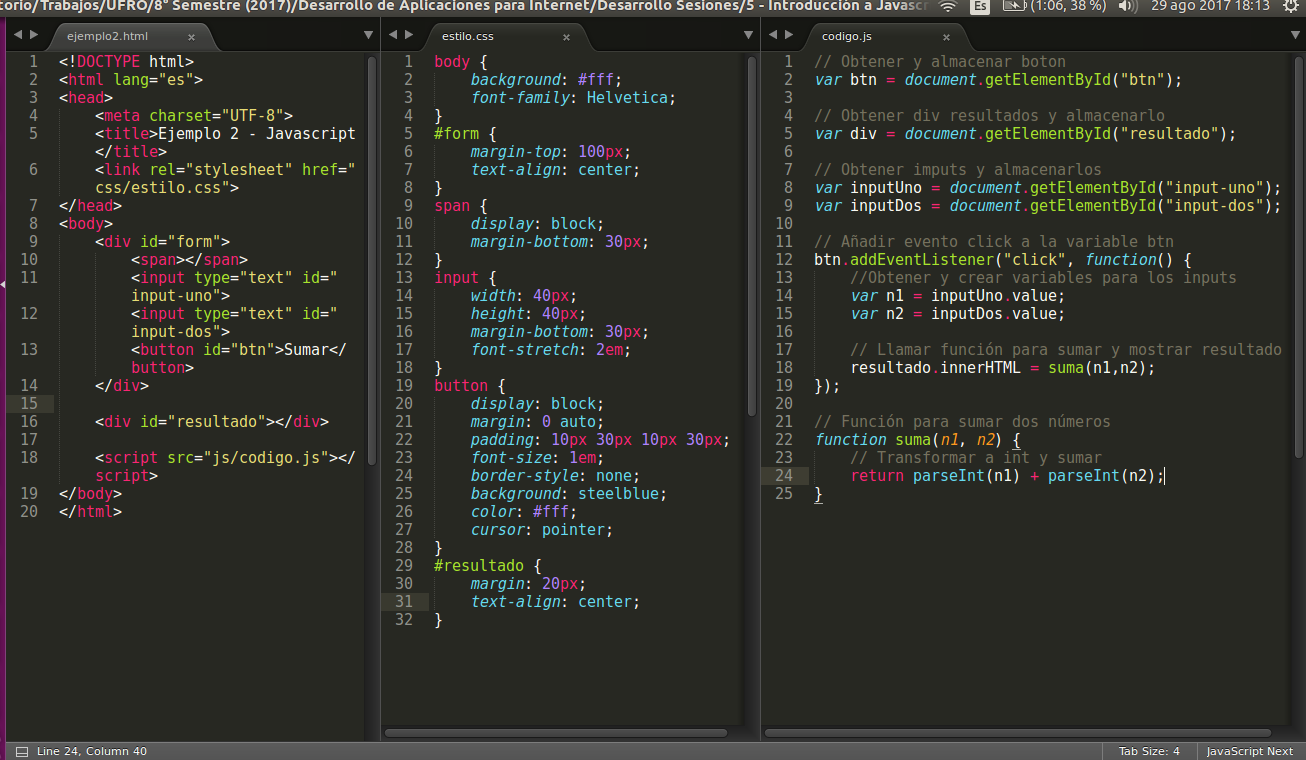 torio/Trabajos/UFRO/8° Semestre (2017)/Desarrollo de Aplicaciones para Internet/Desarrollo Sesiones/5 - Introducción a Javascr
Es (1:06, 38 %) 29 ago 2017 18:13
ejemplo2.html ×
1 <!DOCTYPE html>
2 <html lang="es">
3 <head>
4 <meta charset="UTF-8">
5 <title>Ejemplo 2 - Javascript
</title>
6 <link rel="stylesheet" href="
css/estilo.css">
7 </head>
8 <body>
9 <div id="form">
10 <span></span>
11 <input type="text" id="
input-uno">
12 <input type="text" id="
input-dos">
13 <button id="btn">Sumar</
button>
14 </div>
15
16 <div id="resultado"></div>
17
18 <script src="js/codigo.js"></
script>
19 </body>
20 </html>
estilo.css ×
1 body {
2 background: #fff;
3 font-family: Helvetica;
4 }
5 #form {
6 margin-top: 100px;
7 text-align: center;
8 }
9 span {
10 display: block;
11 margin-bottom: 30px;
12 }
13 input {
14 width: 40px;
15 height: 40px;
16 margin-bottom: 30px;
17 font-stretch: 2em;
18 }
19 button {
20 display: block;
21 margin: 0 auto;
22 padding: 10px 30px 10px 30px;
23 font-size: 1em;
24 border-style: none;
25 background: steelblue;
26 color: #fff;
27 cursor: pointer;
28 }
29 #resultado {
30 margin: 20px;
31 text-align: center;
32 }
codigo.js ×
1 // Obtener y almacenar boton
2 var btn = document.getElementById("btn");
3
4 // Obtener div resultados y almacenarlo
5 var div = document.getElementById("resultado");
6
7 // Obtener imputs y almacenarlos
8 var inputUno = document.getElementById("input-uno");
9 var inputDos = document.getElementById("input-dos");
10
11 // Añadir evento click a la variable btn
12 btn.addEventListener("click", function() {
13 //Obtener y crear variables para los inputs
14 var n1 = inputUno.value;
15 var n2 = inputDos.value;
16
17 // Llamar función para sumar y mostrar resultado
18 resultado.innerHTML = suma(n1,n2);
19 });
20
21 // Función para sumar dos números
22 function suma(n1, n2) {
23 // Transformar a int y sumar
24 return parseInt(n1) + parseInt(n2);
25 }
Line 24, Column 40
Tab Size: 4
JavaScript Next